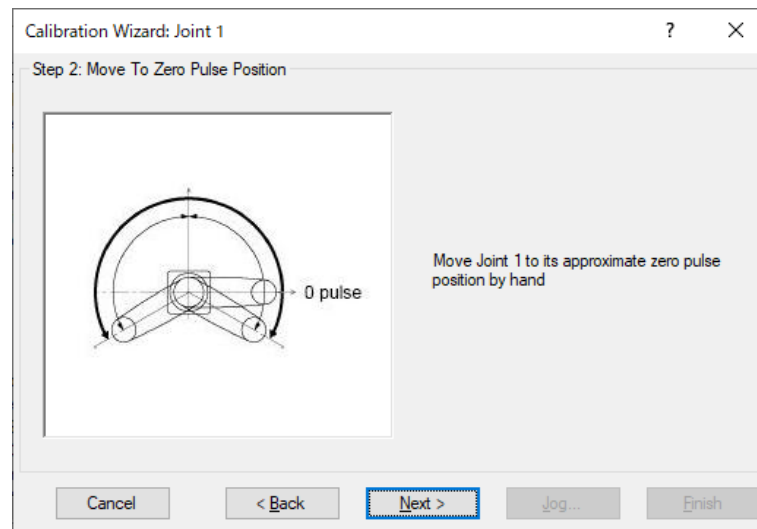 Calibration Wizard: Joint 1
?
Step 2: Move To Zero Pulse Position
0 pulse
Move Joint 1 to its approximate zero pulse
position by hand
Cancel
< Back
Next >
Jog...
Finish